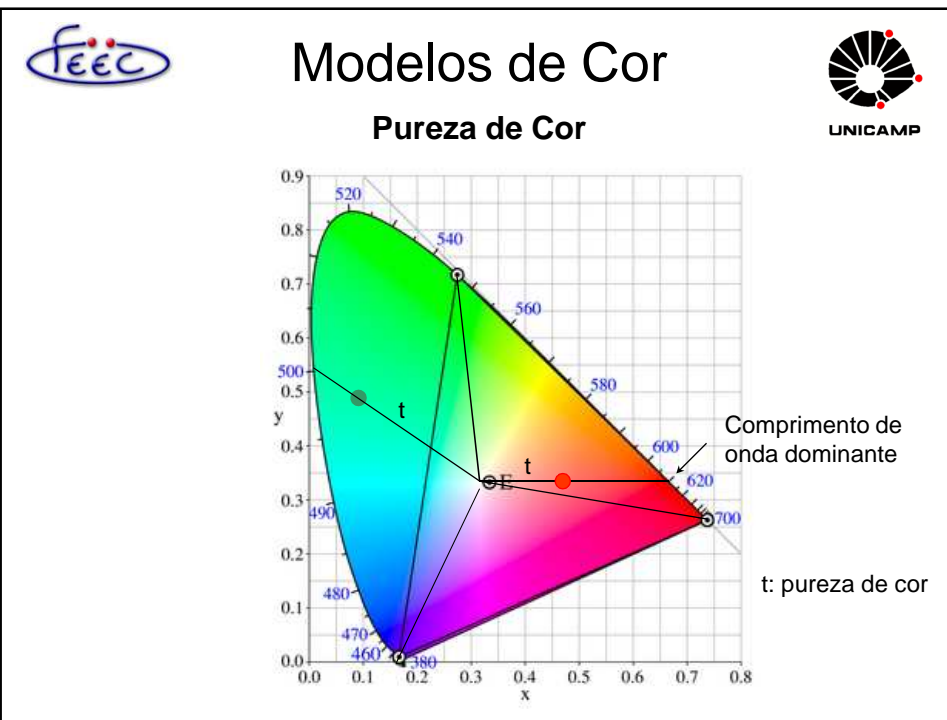 feec
Modelos de Cor
UNICAMP
Pureza de Cor
0.9
520
0.8
540
0.7
560
0.6
500
0.5
580
y
t
Comprimento de
onda dominante
0.4
600
t
E
620
0.3
490
700
0.2
t: pureza de cor
480
0.1
470
460
380
0.0
0.0 0.1 0.2 0.3 0.4 0.5 0.6 0.7 0.8
x